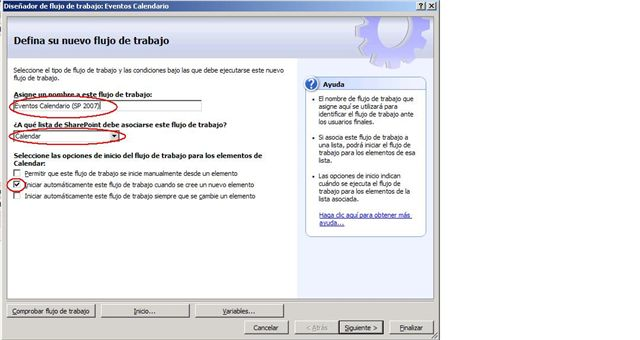 Diseñador de flujo de trabajo: Eventos Calendario
Defina su nuevo flujo de trabajo
Seleccione el tipo de flujo de trabajo y las condiciones bajo las que debe ejecutarse este nuevo
flujo de trabajo.
Asigne un nombre a este flujo de trabajo:
Eventos Calendario (SP 2007)
¿A qué lista de SharePoint debe asociarse este flujo de trabajo?
Calendar
Seleccione las opciones de inicio del flujo de trabajo para los elementos de
Calendar:
Permitir que este flujo de trabajo se inicie manualmente desde un elemento
Iniciar automáticamente este flujo de trabajo cuando se cree un nuevo elemento
Iniciar automáticamente este flujo de trabajo siempre que se cambie un elemento
Ayuda
El nombre de flujo de trabajo que
asigne aquí se utilizará para
identificar el flujo de trabajo ante
los usuarios finales.
Si asocia este flujo de trabajo a
una lista, podrá iniciar el flujo de
trabajo para los elementos de esa
lista.
Las opciones de inicio indican
cuándo se ejecuta el flujo de
trabajo para los elementos de la
lista asociada.
Haga clic aquí para obtener más
ayuda...
Comprobar flujo de trabajo
Inicio...
Variables...
Cancelar
< Atrás
Siguiente >
Finalizar